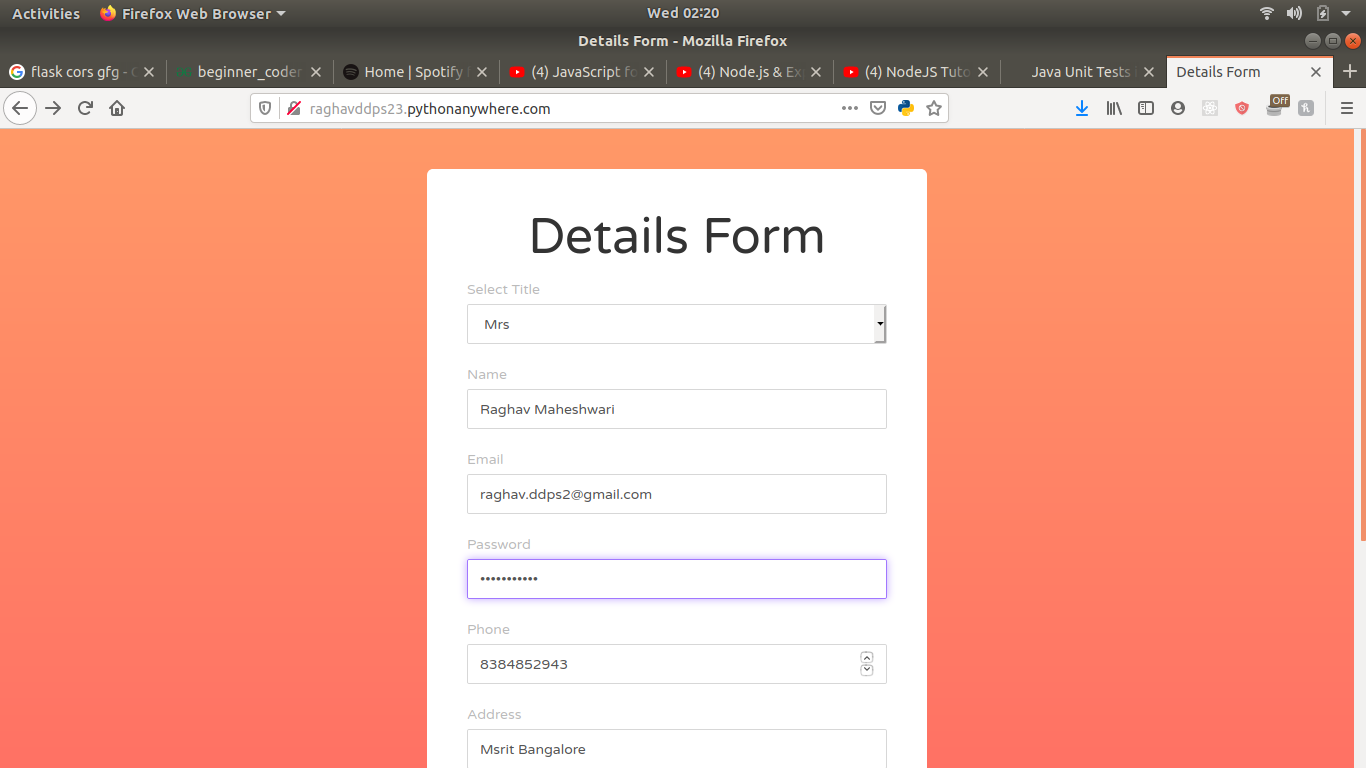 Activities Firefox Web Browser Wed 02:20
Details Form - Mozilla Firefox
flask cors gfg - beginner_coder Home | Spotify (4) JavaScript fo (4) Node.js & Ex (4) NodeJS Tuto Java Unit Tests Details Form
raghavddps23.pythonanywhere.com Off
Details Form
Select Title
Mrs
Name
Raghav Maheshwari
Email
raghav.ddps2@gmail.com
Password
•••••••••••
Phone
8384852943
Address
Msrit Bangalore